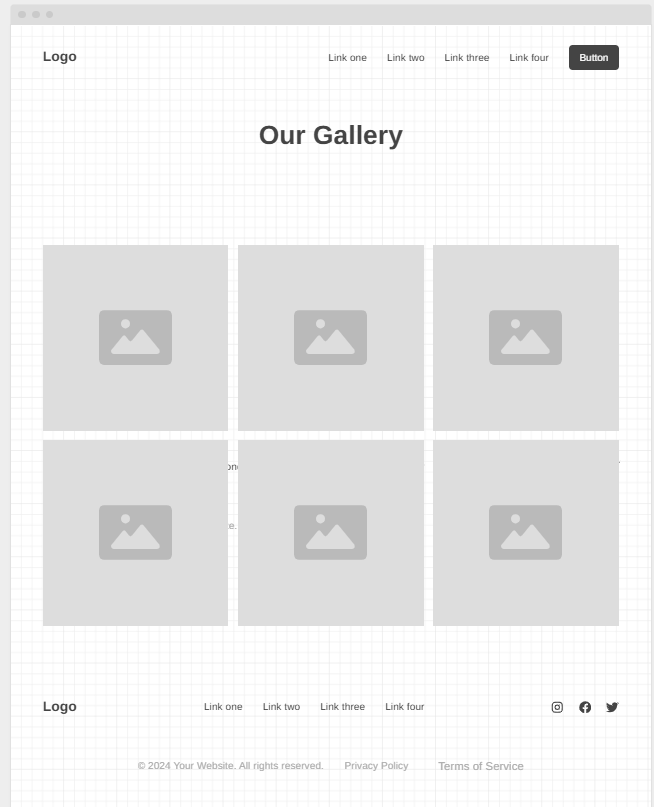 Logo Link one Link two Link three Link four Button
Our Gallery
Logo Link one Link two Link three Link four
© 2024 Your Website. All rights reserved. Privacy Policy Terms of Service